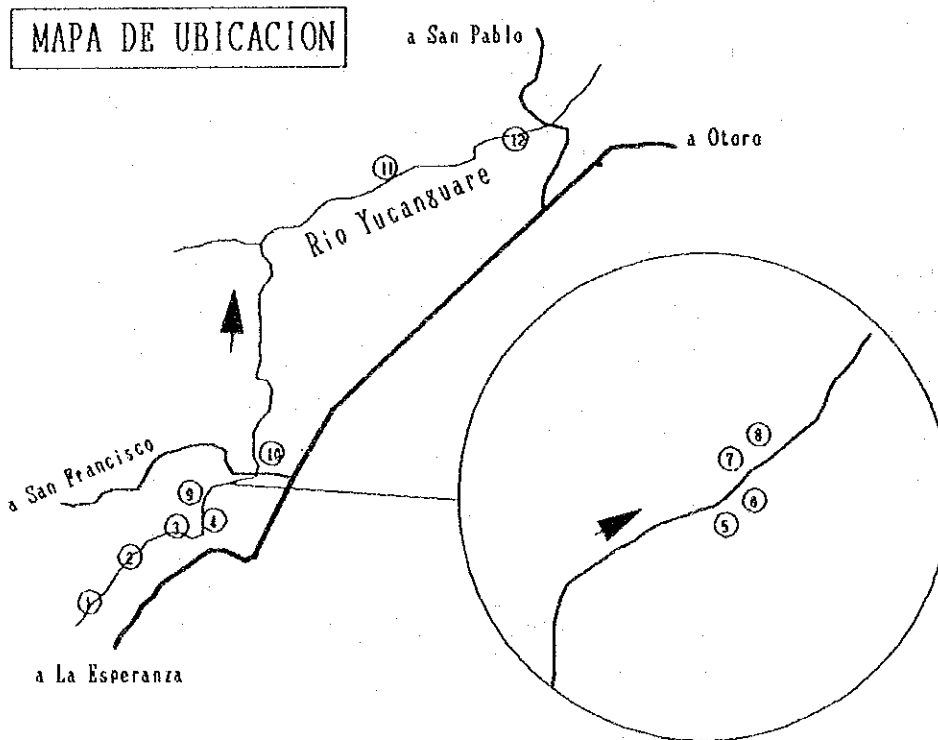 MAPA DE UBICACION
a San Pablo
a Otoro
12
11
Rio Yucanguare
10
a San Francisco
9
8
7
6
5
4
3
2
1
a La Esperanza